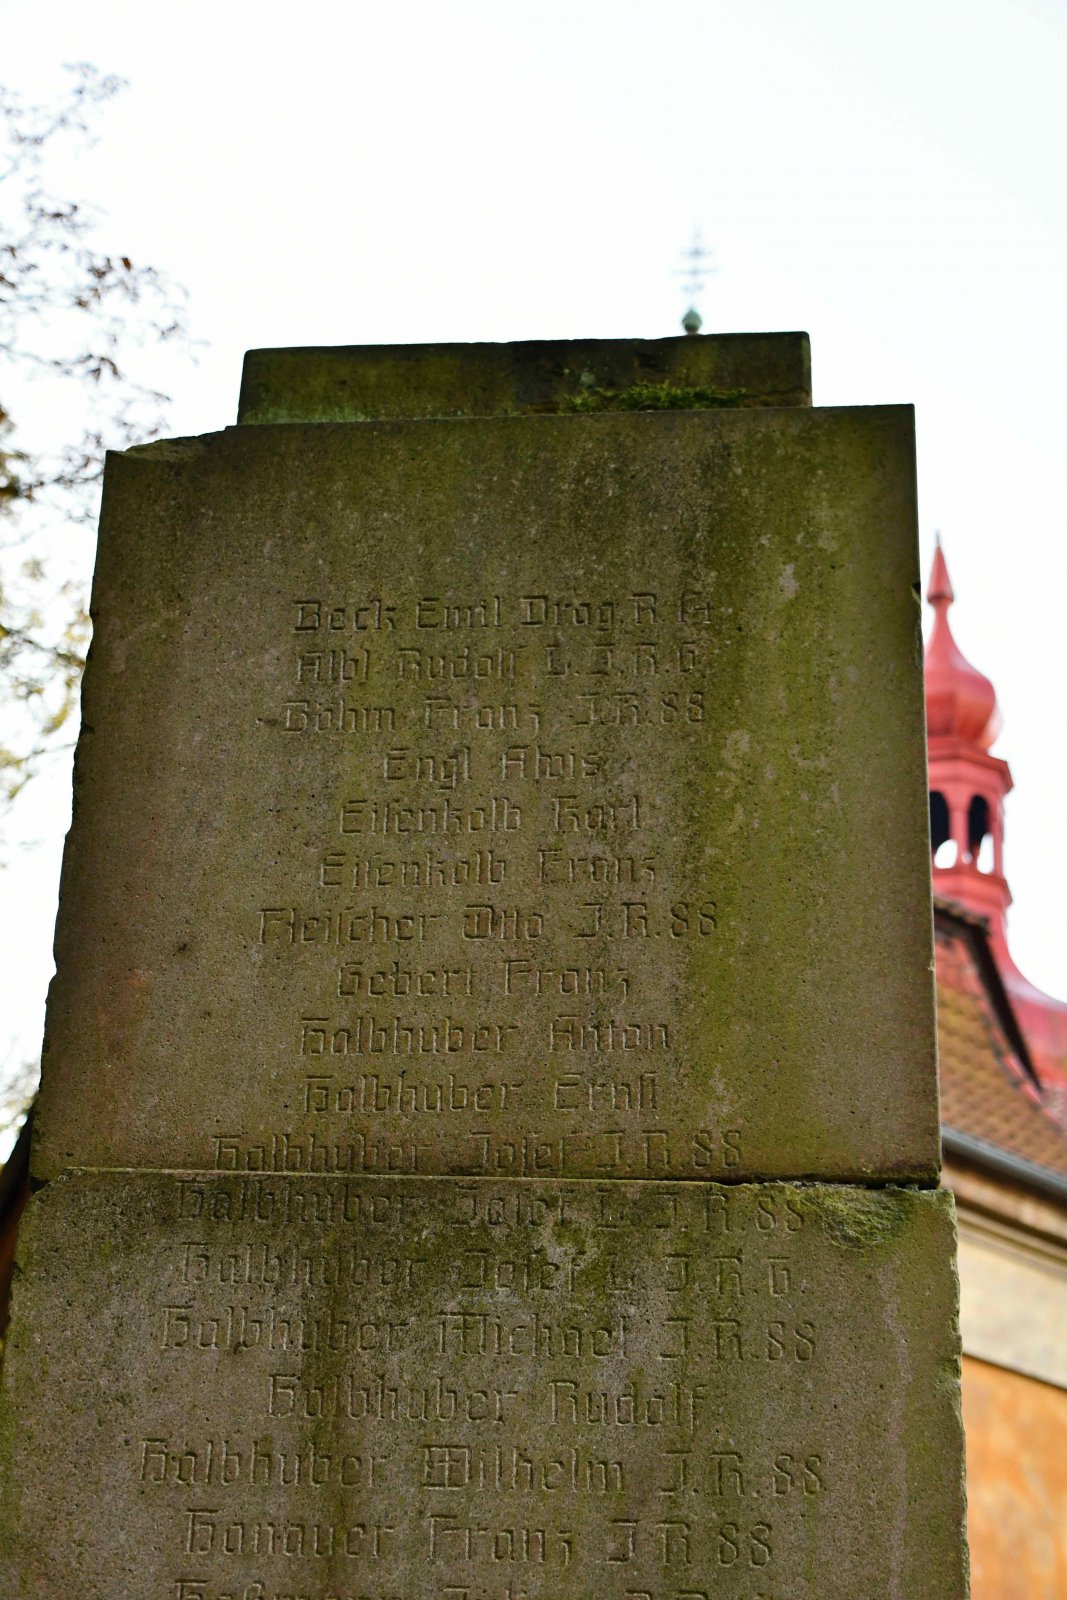 Beck Emil Drag. R. 14
Albl Rudolf L. I. R. 6.
Böhm Franz I. R. 88
Engl Alois
Eiſenkolb Karl
Eiſenkolb Franz
Fleiſcher Otto I. R. 88
Gebert Franz
Halbhuber Anton
Halbhuber Ernſt
Halbhuber Joſef I. R. 88
Halbhuber Joſef L. I. R. 88
Halbhuber Joſef L. I. R. 6.
Halbhuber Michael I. R. 88
Halbhuber Rudolf
Halbhuber Wilhelm I. R. 88
Hanauer Franz I. R. 88